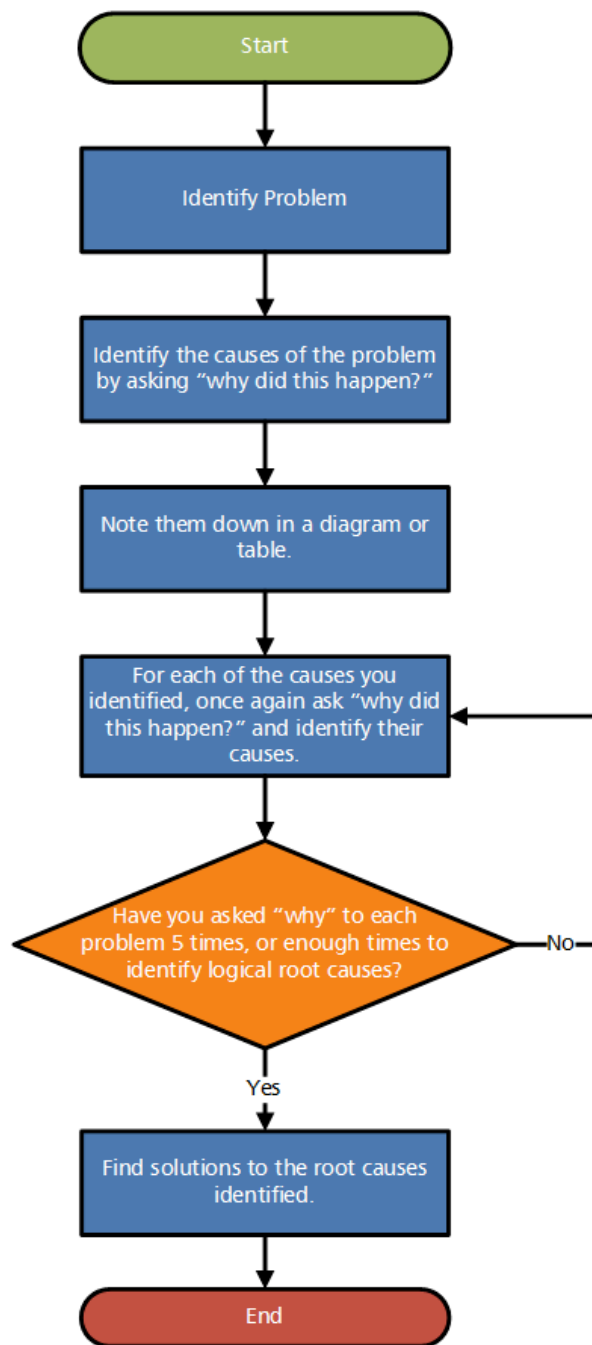 Start
Identify Problem
Identify the causes of the problem
by asking “why did this happen?”
Note them down in a diagram or
table.
For each of the causes you
identified, once again ask “why did
this happen?” and identify their
causes.
Have you asked “why” to each
problem 5 times, or enough times to
identify logical root causes?
No
Yes
Find solutions to the root causes
identified.
End